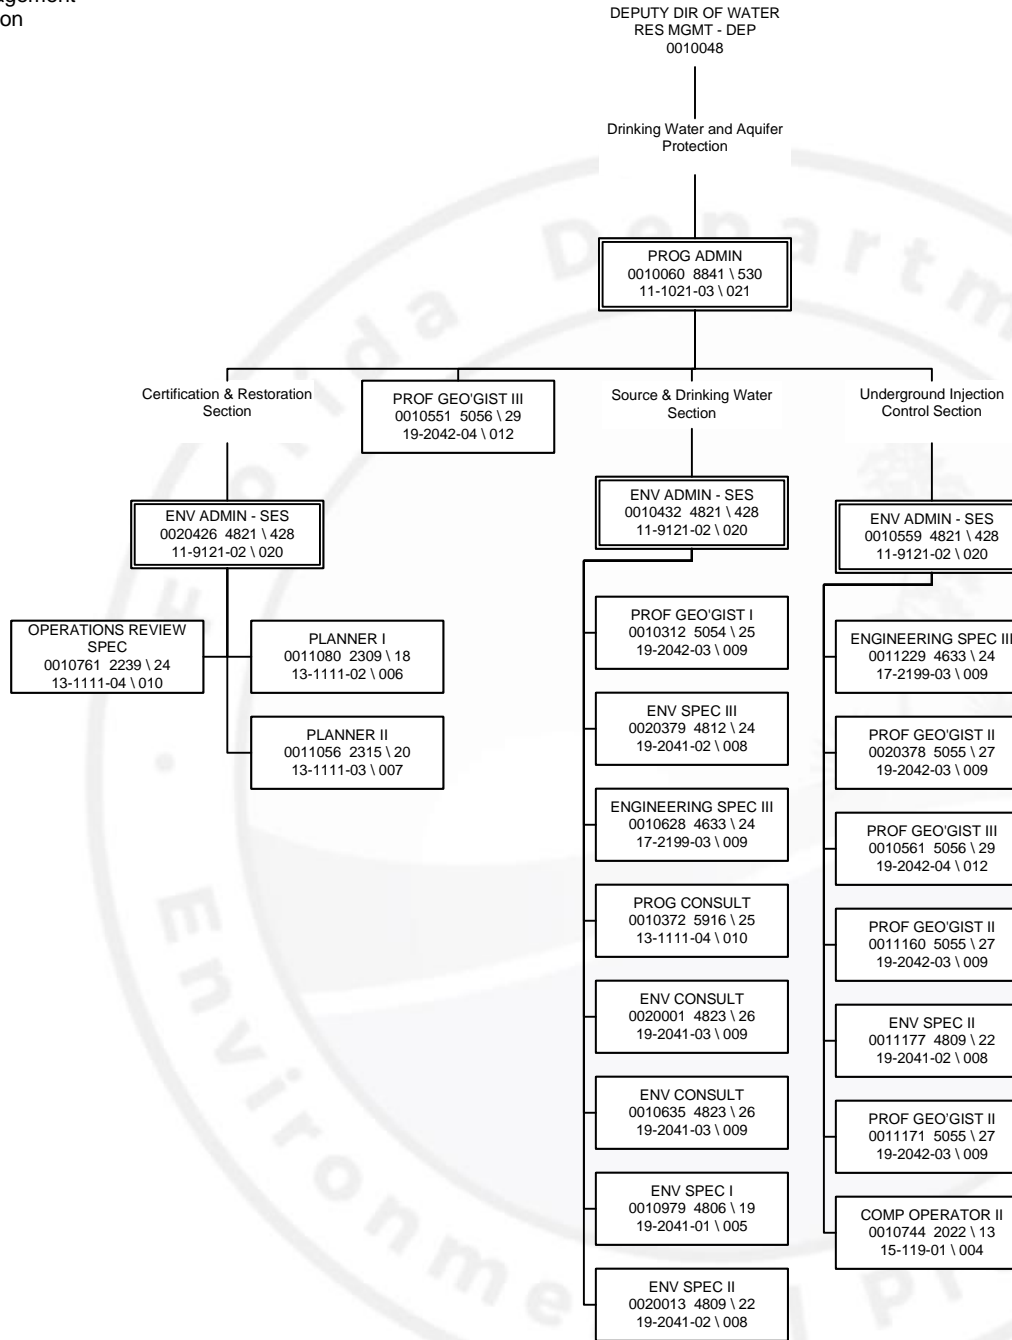 agement
on
DEPUTY DIR OF WATER
RES MGMT - DEP
0010048
Drinking Water and Aquifer
Protection
PROG ADMIN
0010060 8841 \ 530
11-1021-03 \ 021
Certification & Restoration
Section
PROF GEO'GIST III
0010551 5056 \ 29
19-2042-04 \ 012
Source & Drinking Water
Section
Underground Injection
Control Section
ENV ADMIN - SES
0020426 4821 \ 428
11-9121-02 \ 020
ENV ADMIN - SES
0010432 4821 \ 428
11-9121-02 \ 020
ENV ADMIN - SES
0010559 4821 \ 428
11-9121-02 \ 020
OPERATIONS REVIEW
SPEC
0010761 2239 \ 24
13-1111-04 \ 010
PLANNER I
0011080 2309 \ 18
13-1111-02 \ 006
PLANNER II
0011056 2315 \ 20
13-1111-03 \ 007
PROF GEO'GIST I
0010312 5054 \ 25
19-2042-03 \ 009
ENV SPEC III
0020379 4812 \ 24
19-2041-02 \ 008
ENGINEERING SPEC III
0010628 4633 \ 24
17-2199-03 \ 009
PROG CONSULT
0010372 5916 \ 25
13-1111-04 \ 010
ENV CONSULT
0020001 4823 \ 26
19-2041-03 \ 009
ENV CONSULT
0010635 4823 \ 26
19-2041-03 \ 009
ENV SPEC I
0010979 4806 \ 19
19-2041-01 \ 005
ENV SPEC II
0020013 4809 \ 22
19-2041-02 \ 008
ENGINEERING SPEC III
0011229 4633 \ 24
17-2199-03 \ 009
PROF GEO'GIST II
0020378 5055 \ 27
19-2042-03 \ 009
PROF GEO'GIST III
0010561 5056 \ 29
19-2042-04 \ 012
PROF GEO'GIST II
0011160 5055 \ 27
19-2042-03 \ 009
ENV SPEC II
0011177 4809 \ 22
19-2041-02 \ 008
PROF GEO'GIST II
0011171 5055 \ 27
19-2042-03 \ 009
COMP OPERATOR II
0010744 2022 \ 13
15-119-01 \ 004